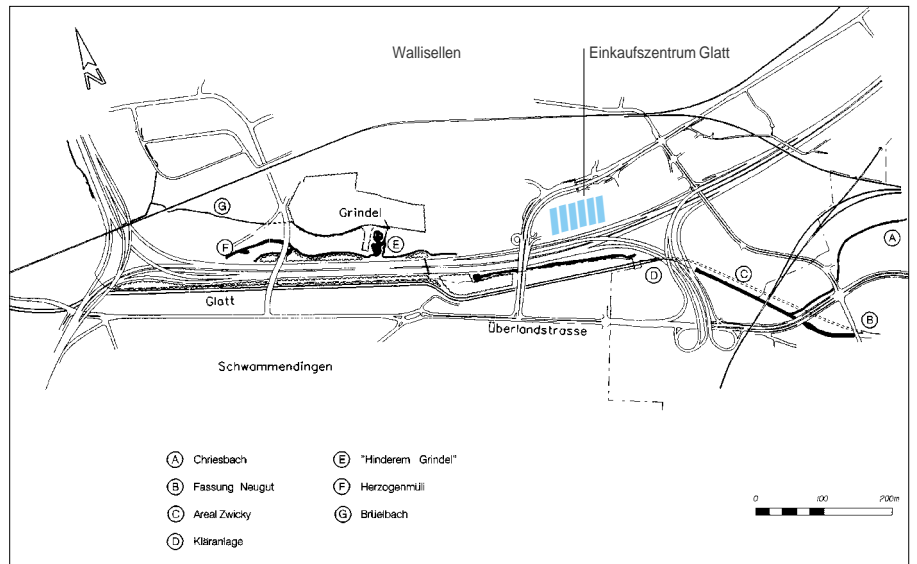 N
Wallisellen
Einkaufszentrum Glatt
G
Grindel
F
E
A
D
C
Glatt
B
Überlandstrasse
Schwammendingen
A Chriesbach
B Fassung Neugut
C Areal Zwicky
D Kläranlage
E "Hinderem Grindel"
F Herzogenmüli
G Brüelbach
0 100 200m